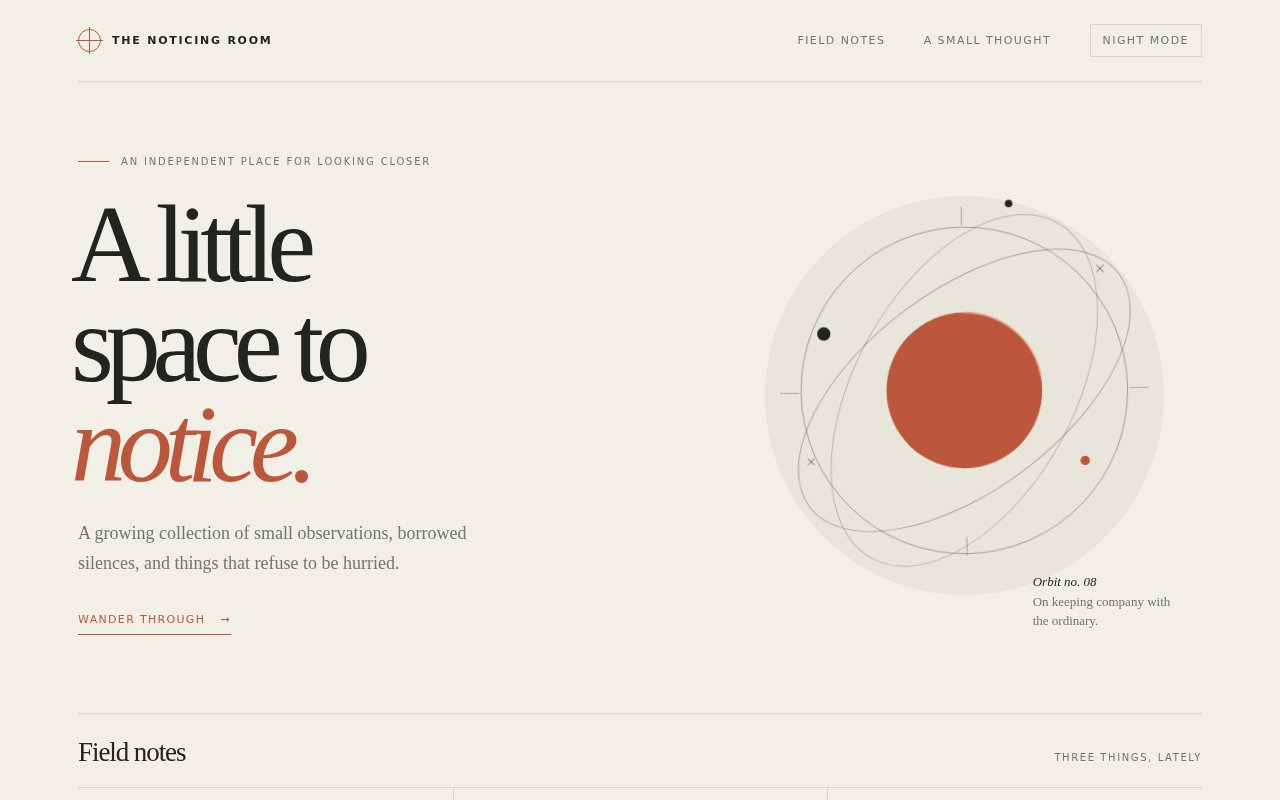 THE NOTICING ROOM
FIELD NOTES
A SMALL THOUGHT
NIGHT MODE
AN INDEPENDENT PLACE FOR LOOKING CLOSER
A little
space to
notice.
A growing collection of small observations, borrowed
silences, and things that refuse to be hurried.
WANDER THROUGH →
Orbit no. 08
On keeping company with
the ordinary.
Field notes
THREE THINGS, LATELY